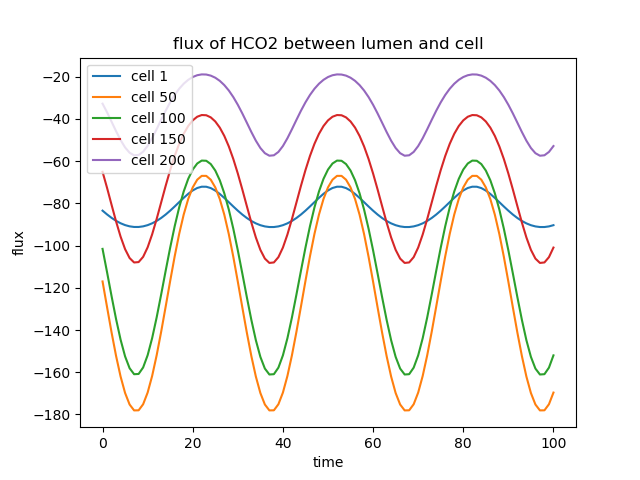 flux of HCO2 between lumen and cell
cell 1
cell 50
cell 100
cell 150
cell 200
−20
−40
−60
−80
−100
−120
−140
−160
−180
flux
0
20
40
60
80
100
time